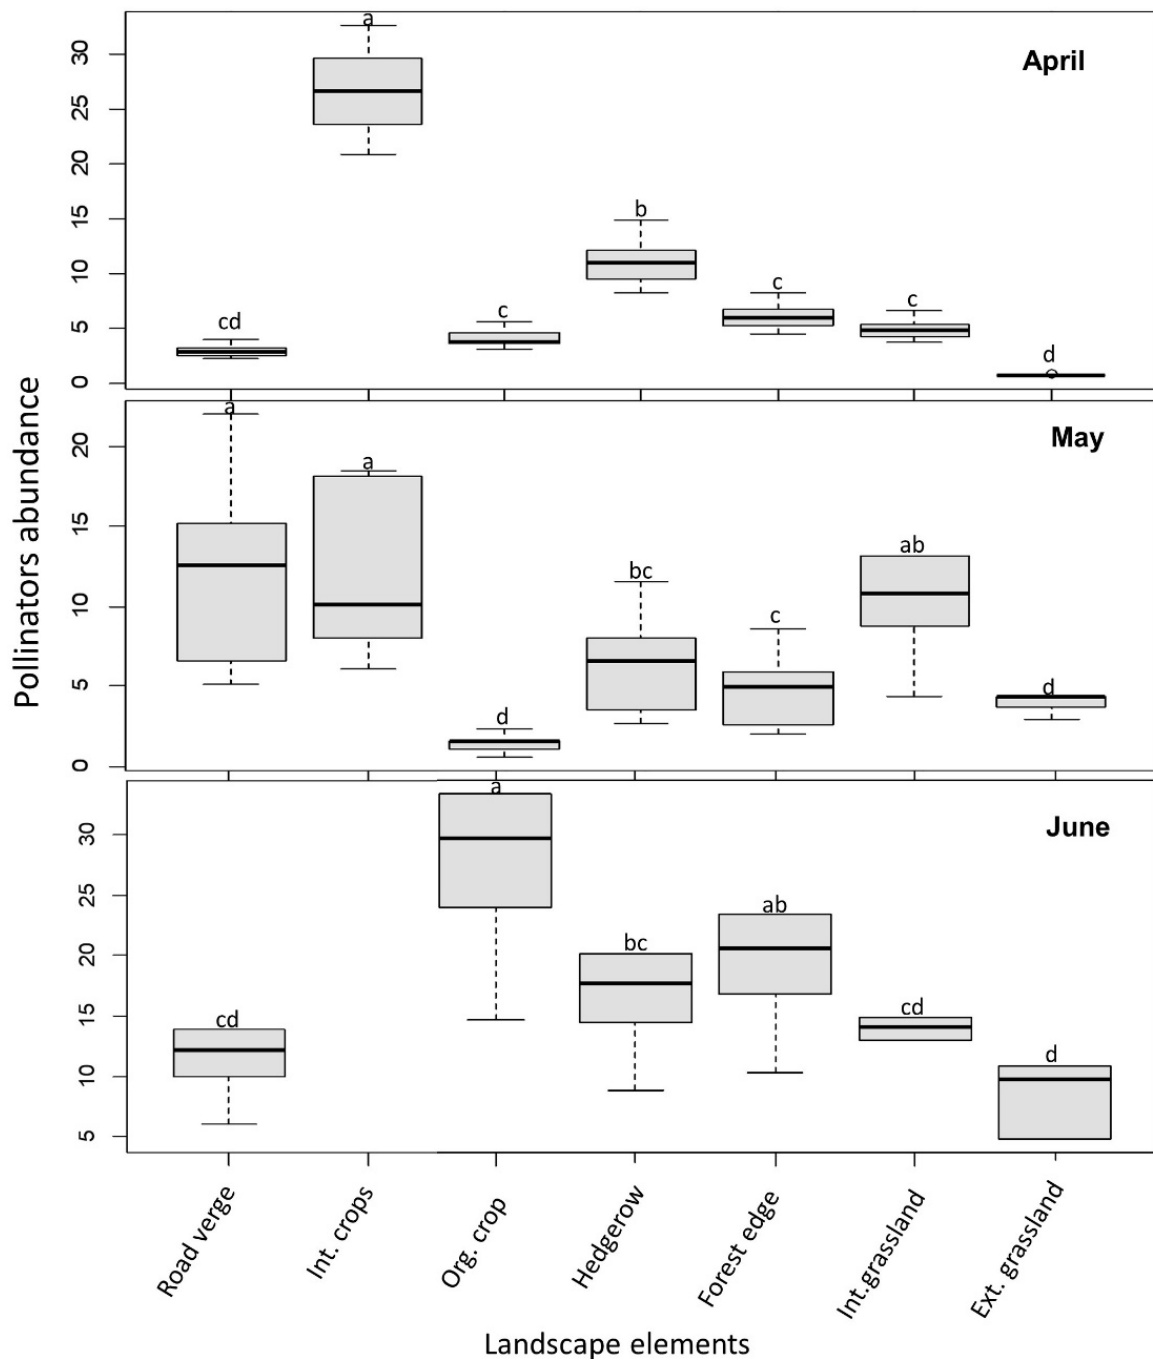 Pollinators abundance
April
30
25
20
15
10
5
0
cd
a
c
b
c
c
d
May
20
15
10
5
0
a
a
d
bc
c
ab
d
June
30
25
20
15
10
5
cd
a
bc
ab
cd
d
Road verge
Int. crops
Org. crop
Hedgerow
Forest edge
Int.grassland
Ext. grassland
Landscape elements